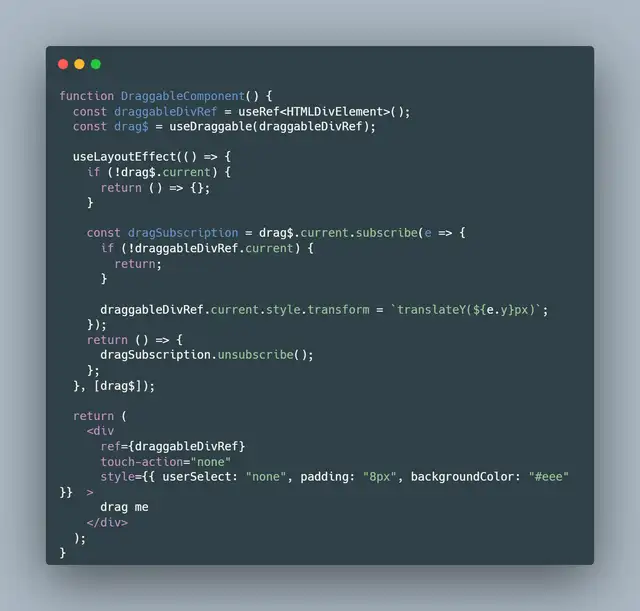 function DraggableComponent() {
  const draggableDivRef = useRef<HTMLDivElement>();
  const drag$ = useDraggable(draggableDivRef);

  useLayoutEffect(() => {
    if (!drag$.current) {
      return () => {};
    }

    const dragSubscription = drag$.current.subscribe(e => {
      if (!draggableDivRef.current) {
        return;
      }

      draggableDivRef.current.style.transform = `translateY(${e.y}px)`;
    });
    return () => {
      dragSubscription.unsubscribe();
    };
  }, [drag$]);

  return (
    <div
      ref={draggableDivRef}
      touch-action="none"
      style={{ userSelect: "none", padding: "8px", backgroundColor: "#eee"
}}  >
      drag me
    </div>
  );
}